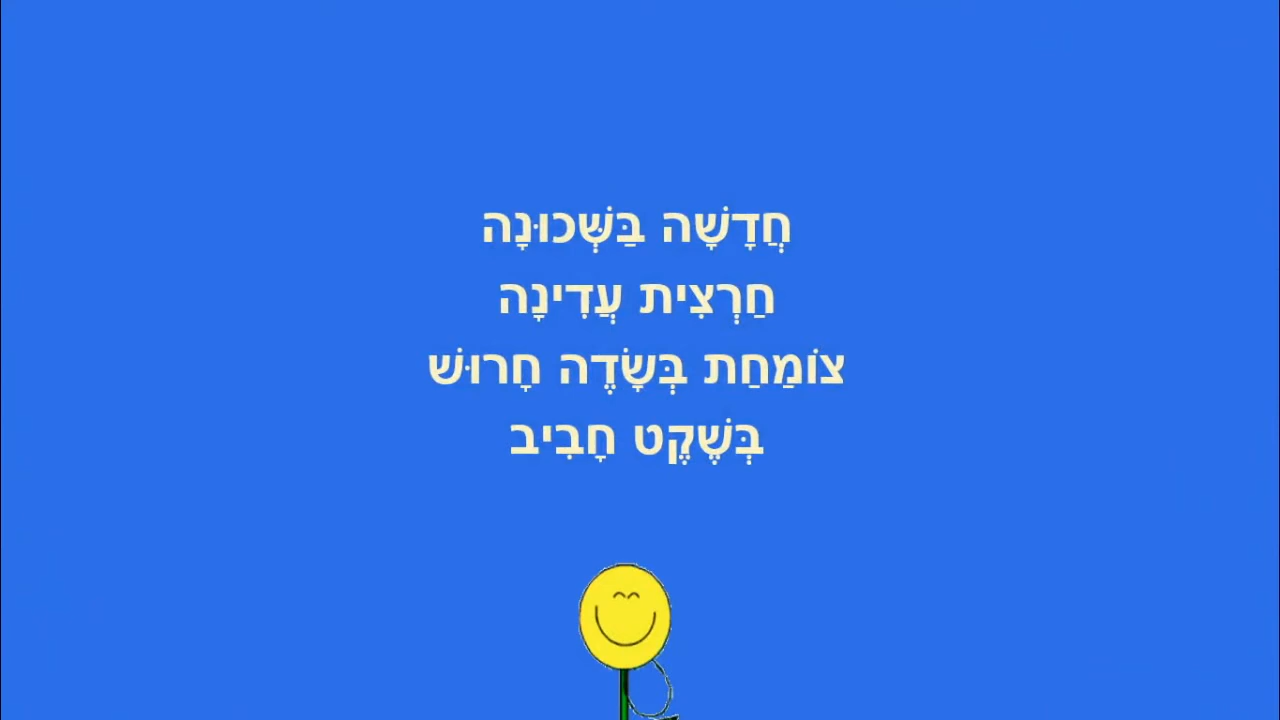 חֲדָשָׁה בַּשְּׁכוּנָה
חַרְצִית עֲדִינָה
צוֹמַחַת בְּשָׂדֶה חָרוּשׁ
בְּשֶׁקֶט חָבִיב